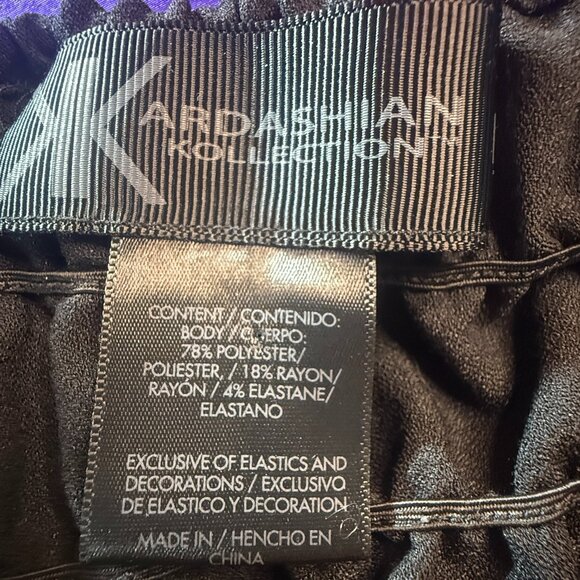 KARDASHIAN
KOLLECTION™
CONTENT / CONTENIDO:
BODY / CUERPO:
78% POLYESTER/
POLIESTER, / 18% RAYON/
RAYÓN / 4% ELASTANE/
ELASTANO
EXCLUSIVE OF ELASTICS AND
DECORATIONS / EXCLUSIVO
DE ELASTICO Y DECORATION
MADE IN / HENCHO EN
CHINA